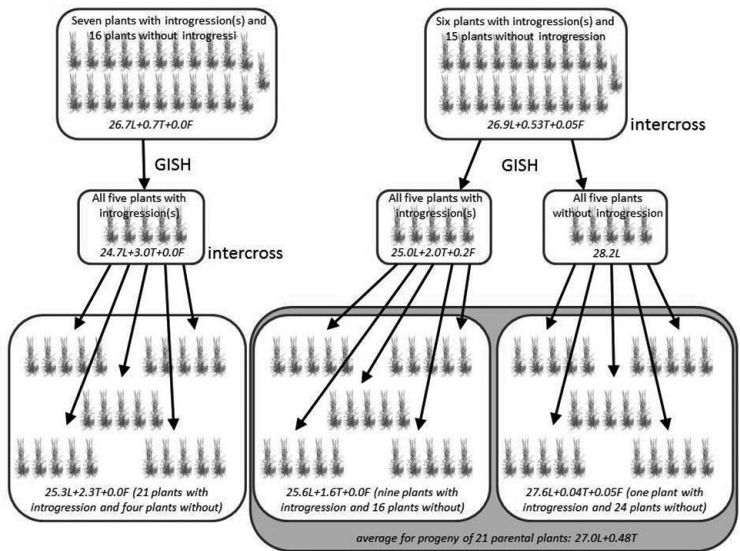 Seven plants with introgression(s) and
16 plants without introgressi
26.7L+0.7T+0.0F
Six plants with introgression(s) and
15 plants without introgression
26.9L+0.53T+0.05F
intercross
GISH
GISH
All five plants with
introgression(s)
24.7L+3.0T+0.0F
intercross
All five plants with
introgression(s)
25.0L+2.0T+0.2F
All five plants
without introgression
28.2L
25.3L+2.3T+0.0F (21 plants with
introgression and four plants without)
25.6L+1.6T+0.0F (nine plants with
introgression and 16 plants without)
27.6L+0.04T+0.05F (one plant with
introgression and 24 plants without)
average for progeny of 21 parental plants: 27.0L+0.48T